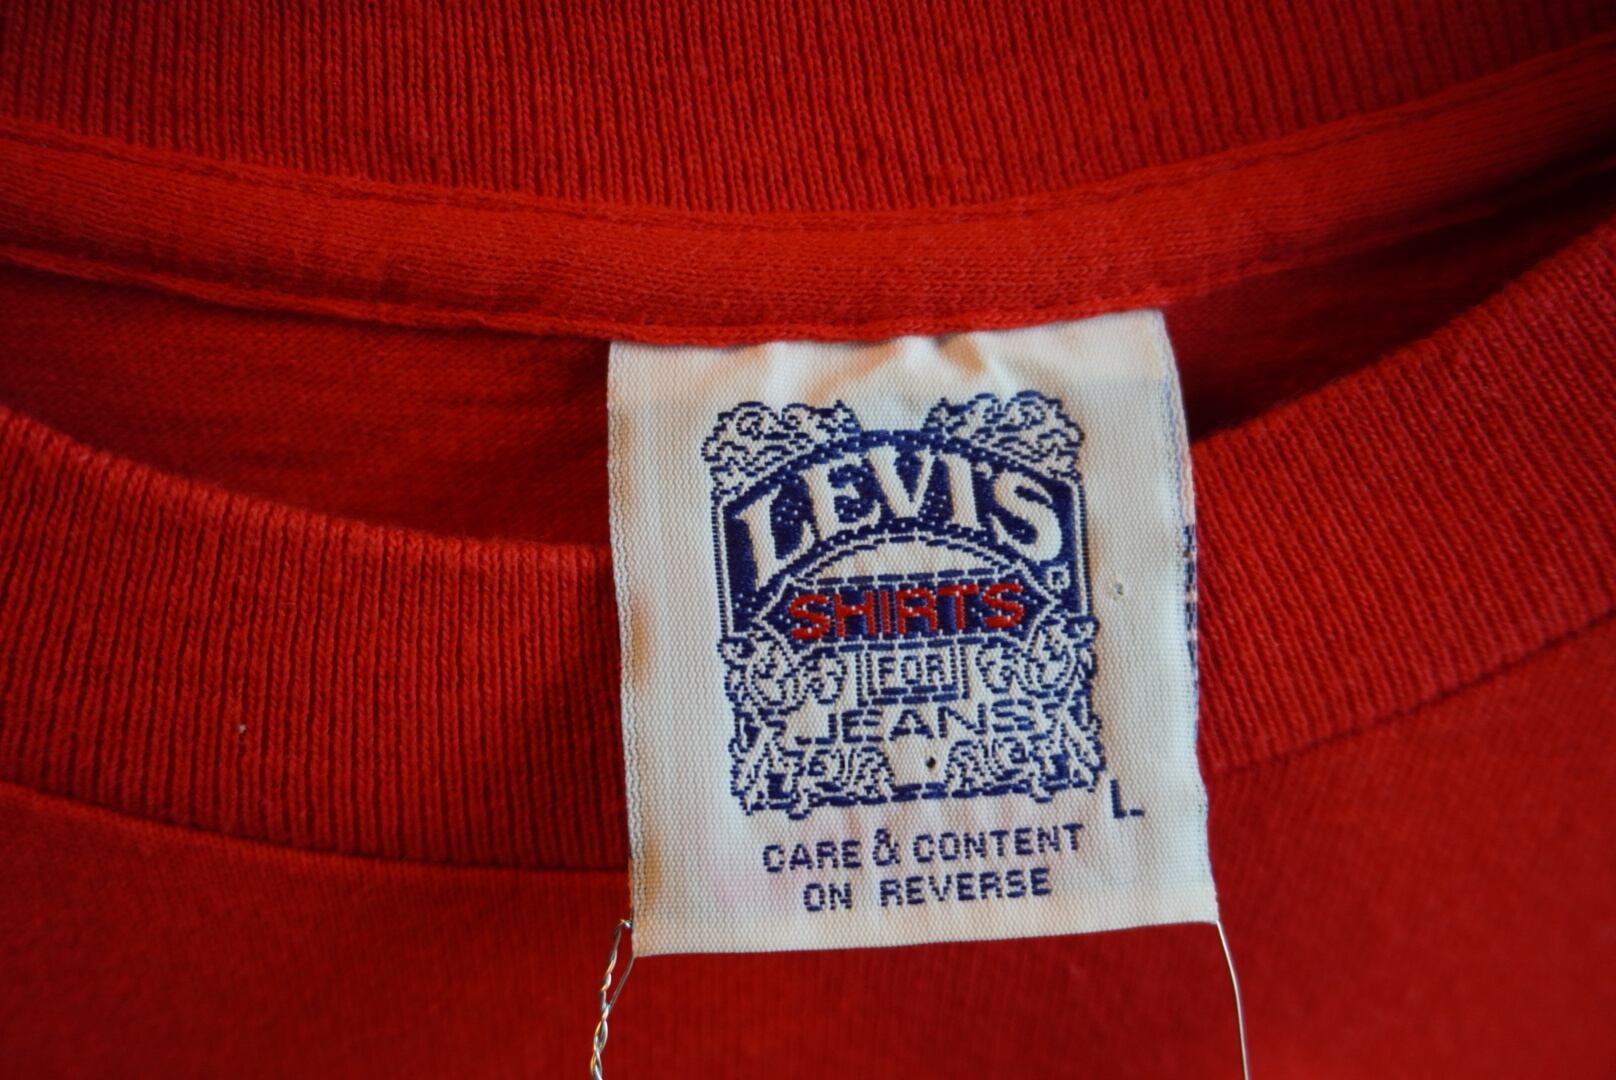 LEVI'S
SHIRTS
FOR
JEANS
L
CARE & CONTENT
ON REVERSE